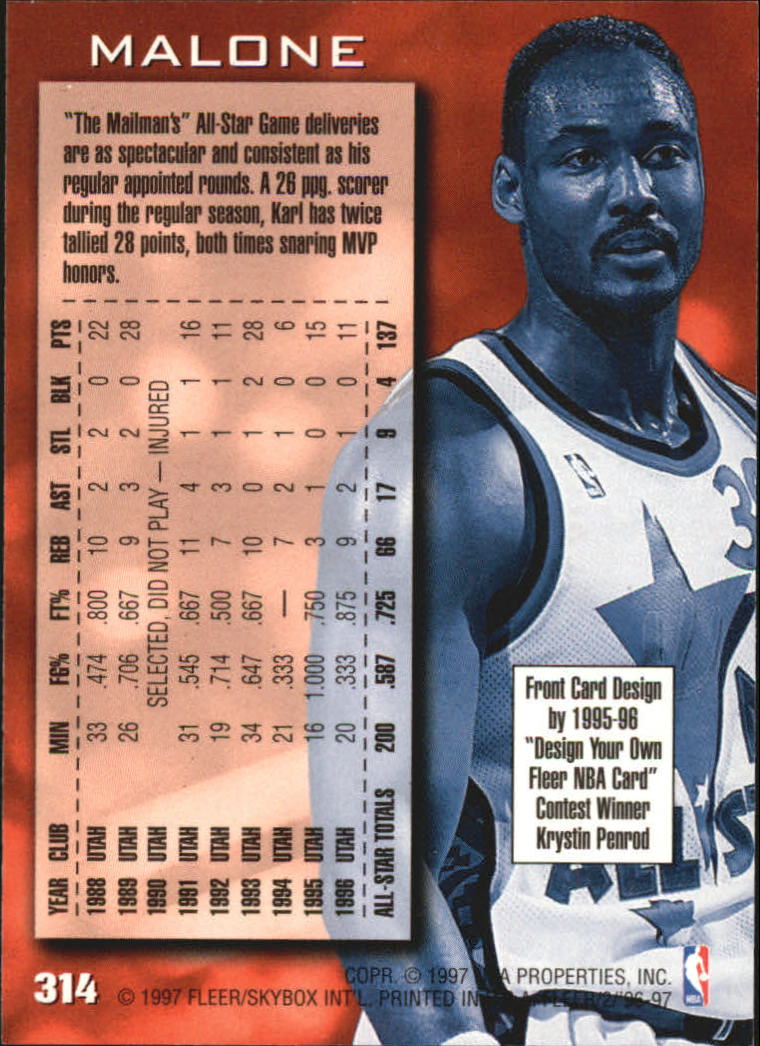 MALONE
"The Mailman's" All-Star Game deliveries
are as spectacular and consistent as his
regular appointed rounds. A 26 ppg. scorer
during the regular season, Karl has twice
tallied 28 points, both times snaring MVP
honors.
YEAR CLUB MIN FG% FT% REB AST STL BLK PTS
1988 UTAH 33 .474 .800 10 2 2 0 22
1989 UTAH 26 .706 .667 9 3 2 0 28
1990 UTAH SELECTED, DID NOT PLAY — INJURED
1991 UTAH 31 .545 .667 11 4 1 1 16
1992 UTAH 19 .714 .500 7 3 1 1 11
1993 UTAH 34 .647 .667 10 0 1 2 28
1994 UTAH 21 .333 — 7 2 1 0 6
1995 UTAH 16 1.000 .750 3 1 0 0 15
1996 UTAH 20 .333 .875 9 2 1 0 11
ALL-STAR TOTALS 200 .587 .725 66 17 9 4 137
Front Card Design
by 1995-96
"Design Your Own
Fleer NBA Card"
Contest Winner
Krystin Penrod
314
COPR. © 1997 NBA PROPERTIES, INC.
© 1997 FLEER/SKYBOX INT'L. PRINTED IN U.S.A. FLEER/2/'96-97
NBA